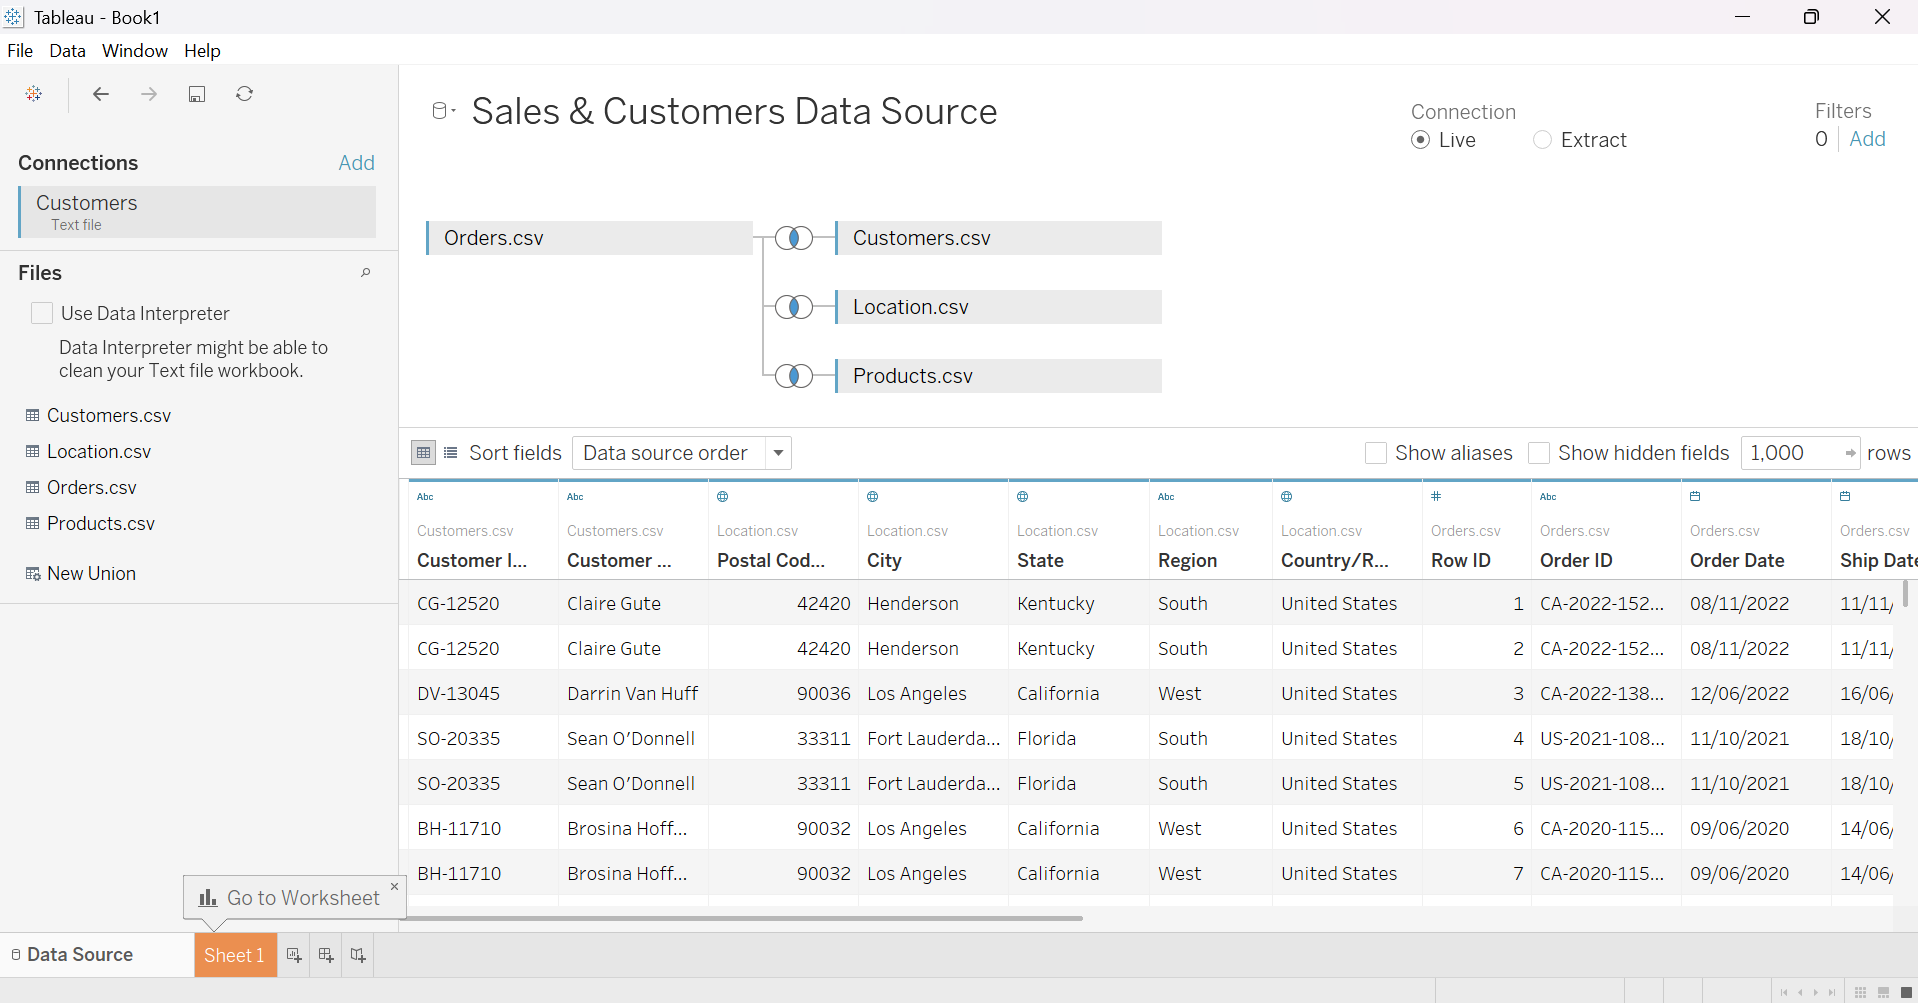 Tableau - Book1
File Data Window Help
Connections Add
Customers
Text file
Files
Use Data Interpreter
Data Interpreter might be able to
clean your Text file workbook.
Customers.csv
Location.csv
Orders.csv
Products.csv
New Union
Sales & Customers Data Source
Connection
Live Extract
Filters
0 Add
Orders.csv Customers.csv
Location.csv
Products.csv
Sort fields Data source order Show aliases Show hidden fields 1,000 rows
Abc Abc Abc # Abc
Customers.csv Customers.csv Location.csv Location.csv Location.csv Location.csv Location.csv Orders.csv Orders.csv Orders.csv Orders.csv
Customer I... Customer ... Postal Cod... City State Region Country/R... Row ID Order ID Order Date Ship Date
CG-12520 Claire Gute 42420 Henderson Kentucky South United States 1 CA-2022-152... 08/11/2022 11/11/
CG-12520 Claire Gute 42420 Henderson Kentucky South United States 2 CA-2022-152... 08/11/2022 11/11/
DV-13045 Darrin Van Huff 90036 Los Angeles California West United States 3 CA-2022-138... 12/06/2022 16/06/
SO-20335 Sean O'Donnell 33311 Fort Lauderda... Florida South United States 4 US-2021-108... 11/10/2021 18/10/
SO-20335 Sean O'Donnell 33311 Fort Lauderda... Florida South United States 5 US-2021-108... 11/10/2021 18/10/
BH-11710 Brosina Hoff... 90032 Los Angeles California West United States 6 CA-2020-115... 09/06/2020 14/06/
BH-11710 Brosina Hoff... 90032 Los Angeles California West United States 7 CA-2020-115... 09/06/2020 14/06/
Go to Worksheet
Data Source Sheet 1